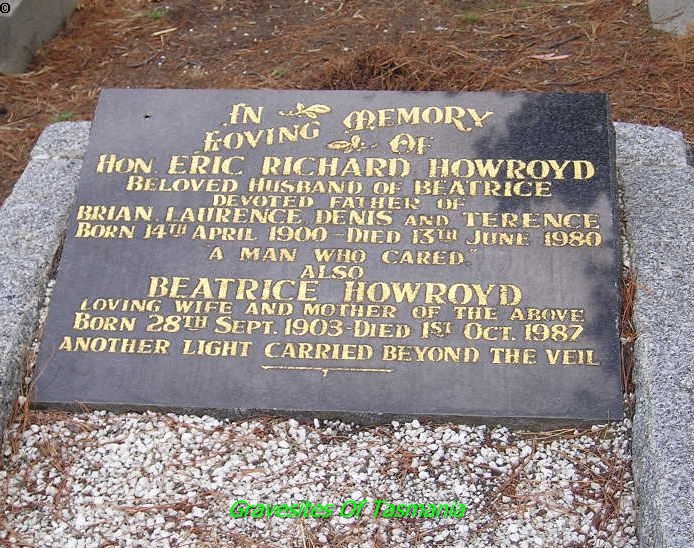 ©
IN MEMORY
LOVING OF
HON. ERIC RICHARD HOWROYD
BELOVED HUSBAND OF BEATRICE
DEVOTED FATHER OF
BRIAN, LAURENCE, DENIS AND TERENCE
BORN 14TH APRIL 1900 - DIED 13TH JUNE 1980
"A MAN WHO CARED."
ALSO
BEATRICE HOWROYD
LOVING WIFE AND MOTHER OF THE ABOVE
BORN 28TH SEPT. 1903 - DIED 1ST OCT. 1987
ANOTHER LIGHT CARRIED BEYOND THE VEIL
Gravesites Of Tasmania